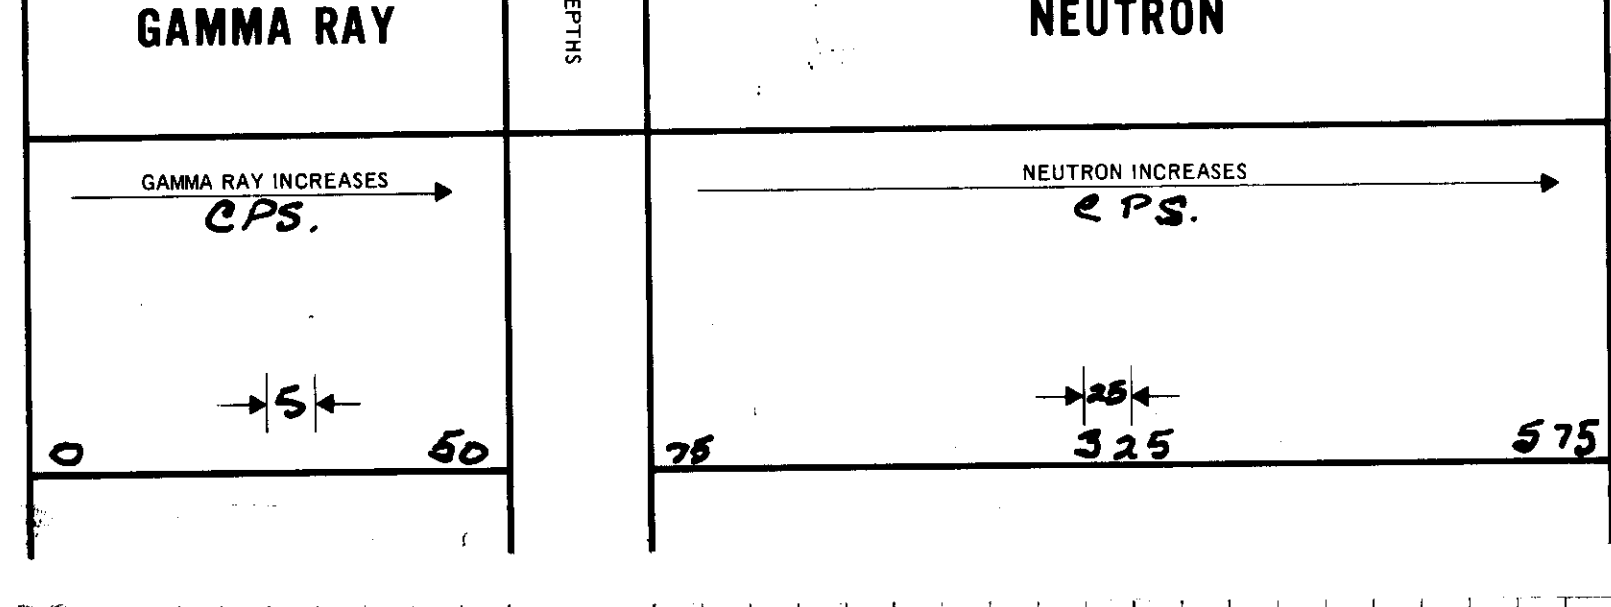 GAMMA RAY
EPTHS
NEUTRON
GAMMA RAY INCREASES
CPS.
NEUTRON INCREASES
CPS.
5
0 50
25
75 325 575